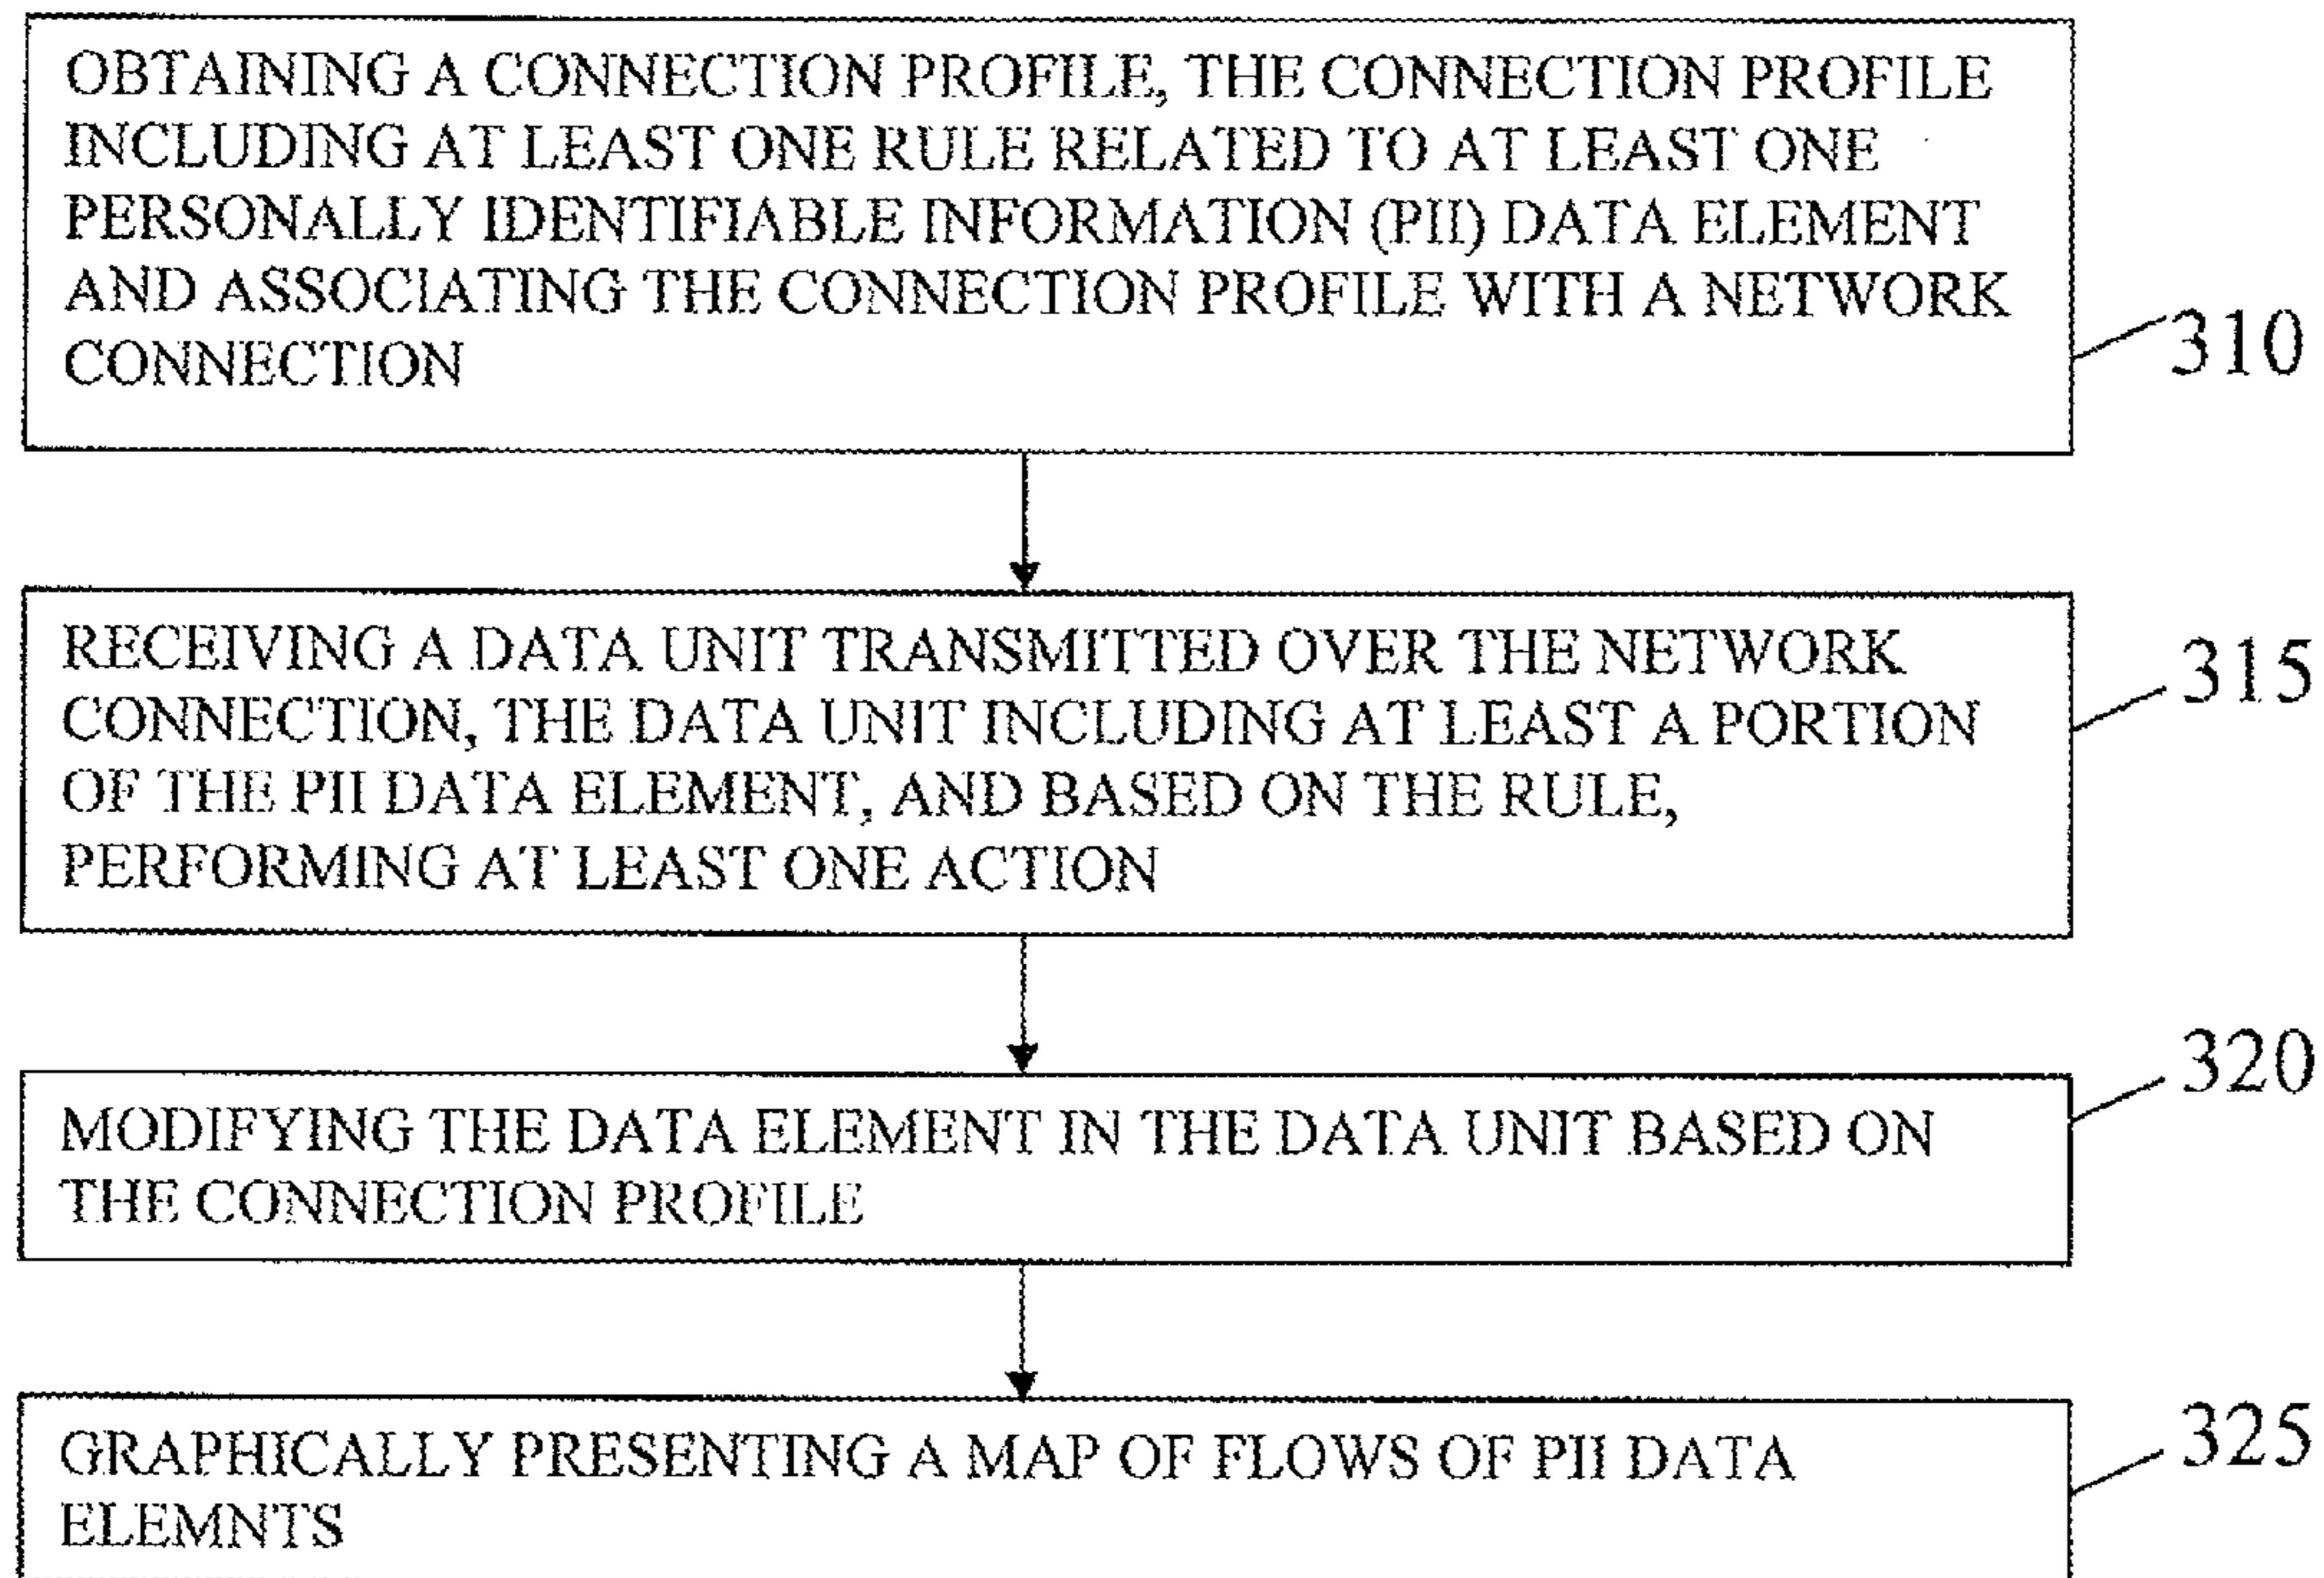 OBTAINING A CONNECTION PROFILE, THE CONNECTION PROFILE
INCLUDING AT LEAST ONE RULE RELATED TO AT LEAST ONE
PERSONALLY IDENTIFIABLE INFORMATION (PII) DATA ELEMENT
AND ASSOCIATING THE CONNECTION PROFILE WITH A NETWORK
CONNECTION
310
RECEIVING A DATA UNIT TRANSMITTED OVER THE NETWORK
CONNECTION, THE DATA UNIT INCLUDING AT LEAST A PORTION
OF THE PII DATA ELEMENT, AND BASED ON THE RULE,
PERFORMING AT LEAST ONE ACTION
315
MODIFYING THE DATA ELEMENT IN THE DATA UNIT BASED ON
THE CONNECTION PROFILE
320
GRAPHICALLY PRESENTING A MAP OF FLOWS OF PII DATA
ELEMNTS
325